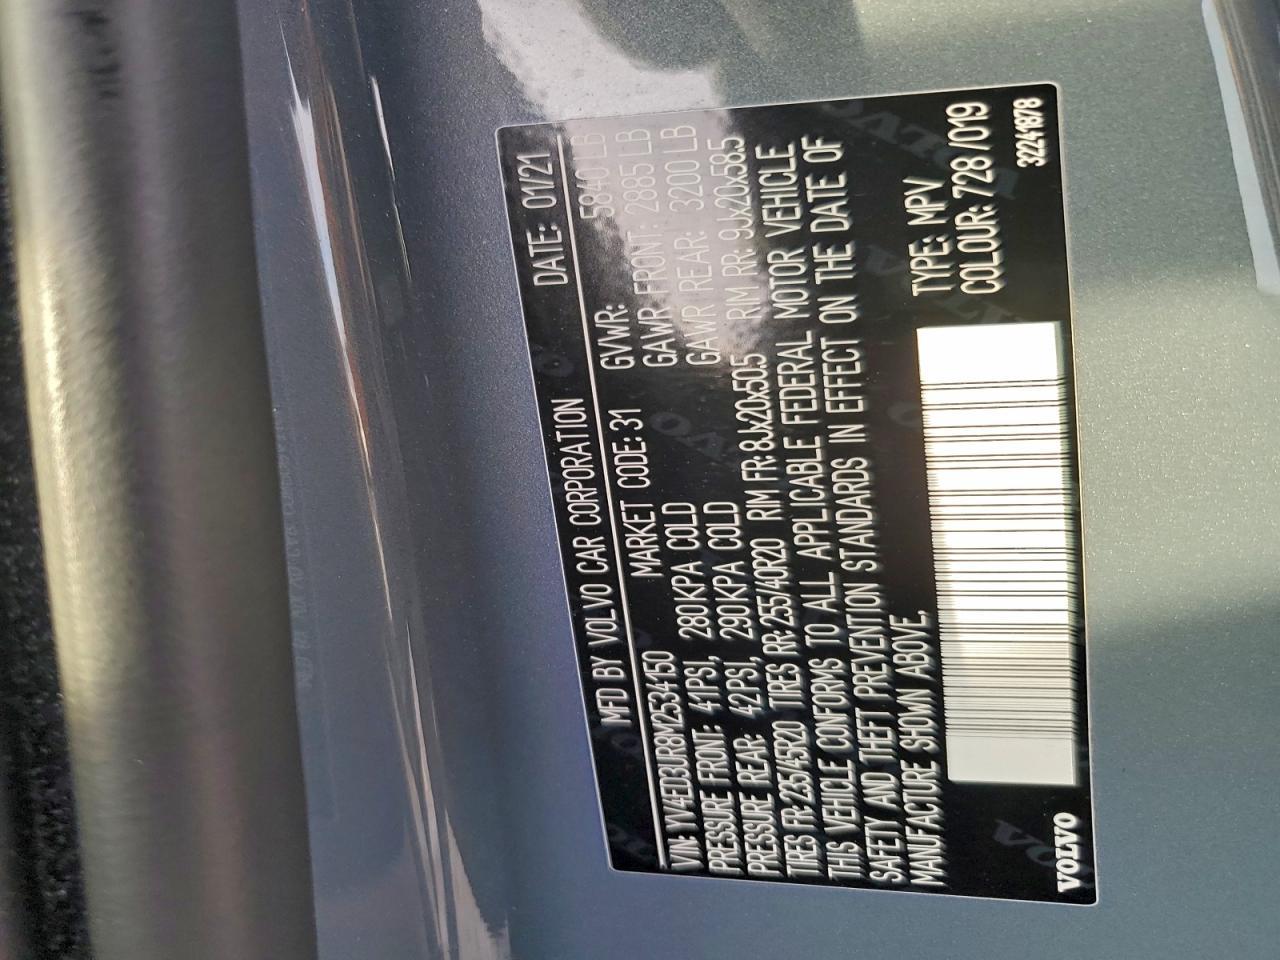 MFD BY VOLVO CAR CORPORATION DATE: 01/21
VIN: YV4ED3UR8M2534150 MARKET CODE: 31 GVWR: 5840 LB
PRESSURE FRONT: 41PSI, 280KPA COLD GAWR FRONT: 2885 LB
PRESSURE REAR: 42PSI, 290KPA COLD GAWR REAR: 3200 LB
TIRES FR: 235/45R20 TIRES RR: 255/40R20 RIM FR: 8Jx20x50.5 RIM RR: 9Jx20x58.5
THIS VEHICLE CONFORMS TO ALL APPLICABLE FEDERAL MOTOR VEHICLE
SAFETY AND THEFT PREVENTION STANDARDS IN EFFECT ON THE DATE OF
MANUFACTURE SHOWN ABOVE.
TYPE: MPV
COLOUR: 728/019
VOLVO 32241878